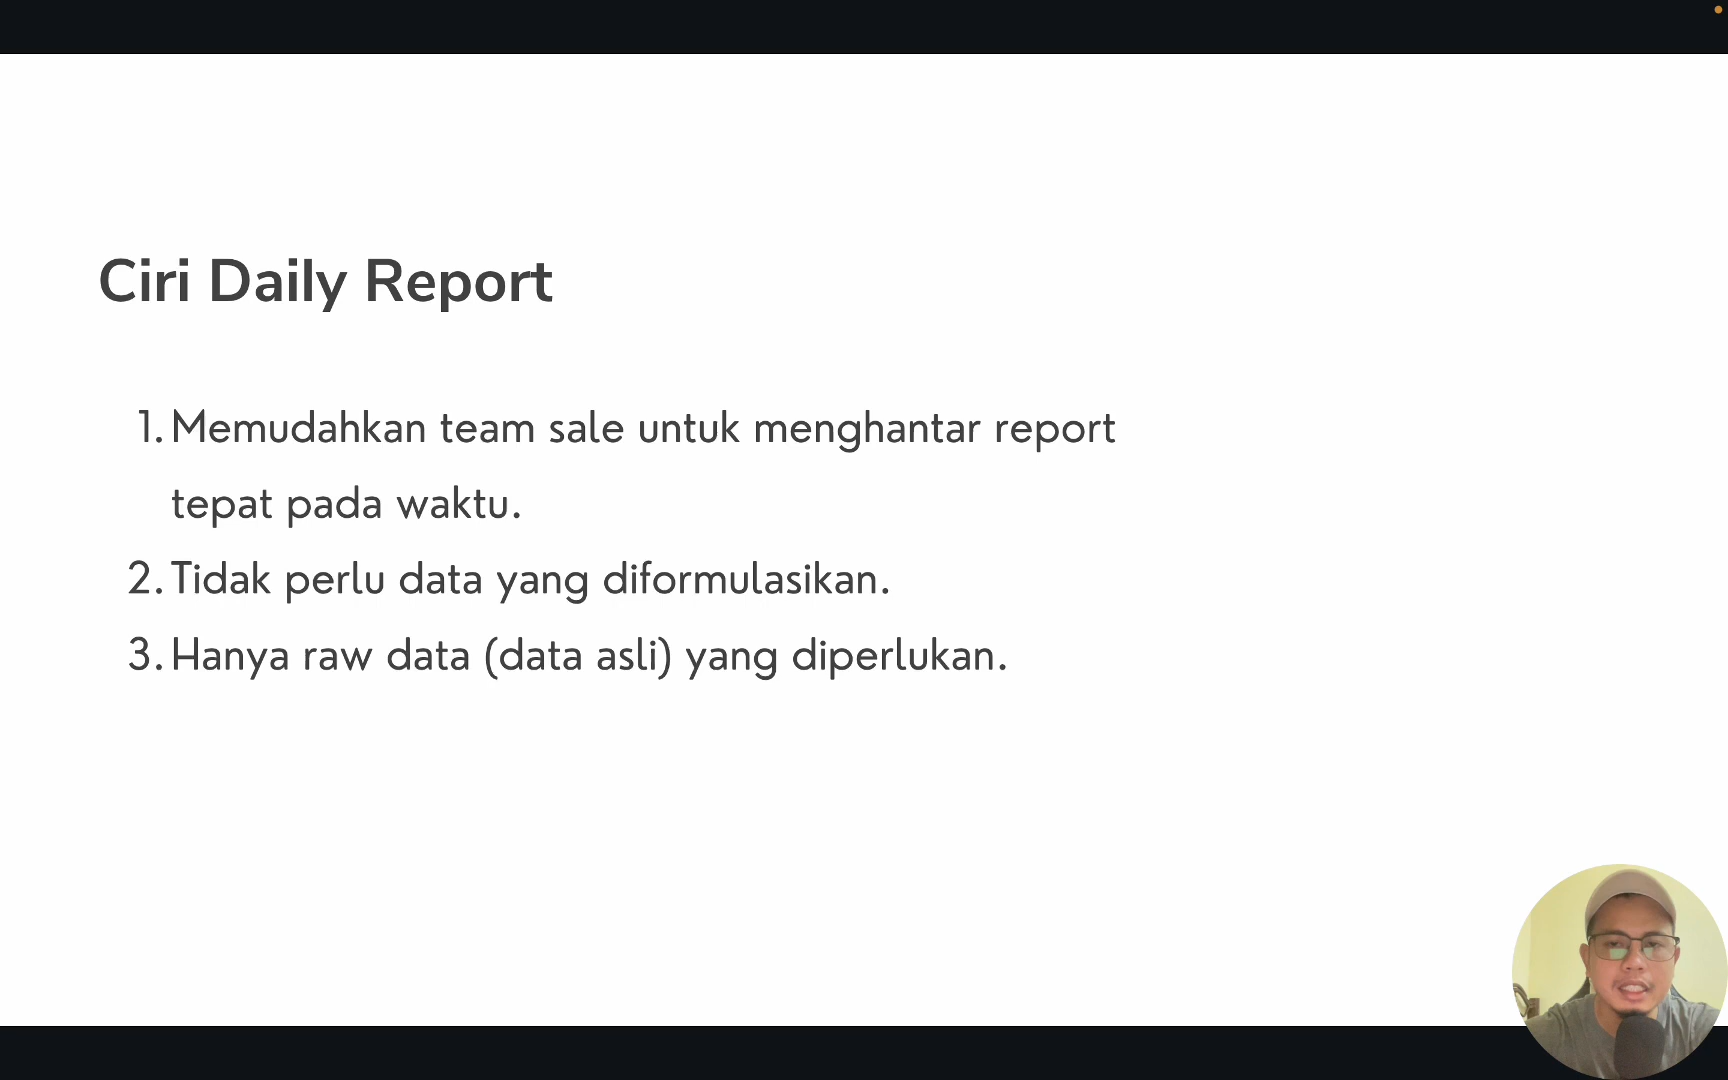 Ciri Daily Report
1. Memudahkan team sale untuk menghantar report
tepat pada waktu.
2. Tidak perlu data yang diformulasikan.
3. Hanya raw data (data asli) yang diperlukan.